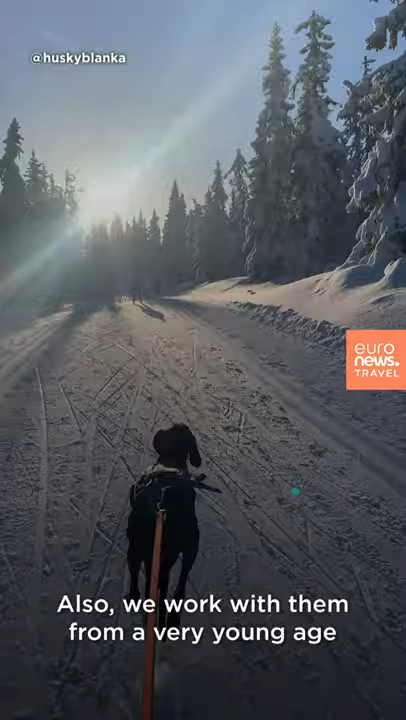 @huskyblanka
euro
news.
TRAVEL
Also, we work with them
from a very young age